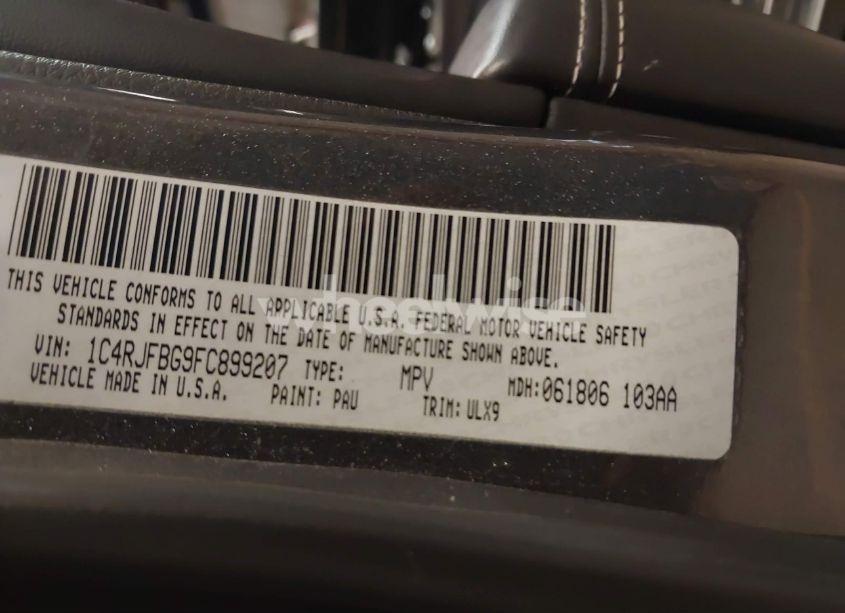 THIS VEHICLE CONFORMS TO ALL APPLICABLE U.S.A. FEDERAL MOTOR VEHICLE SAFETY
STANDARDS IN EFFECT ON THE DATE OF MANUFACTURE SHOWN ABOVE.
VIN: 1C4RJFBG9FC899207 TYPE: MPV MDH:061806 103AA
VEHICLE MADE IN U.S.A. PAINT: PAU TRIM: ULX9
wheelwise